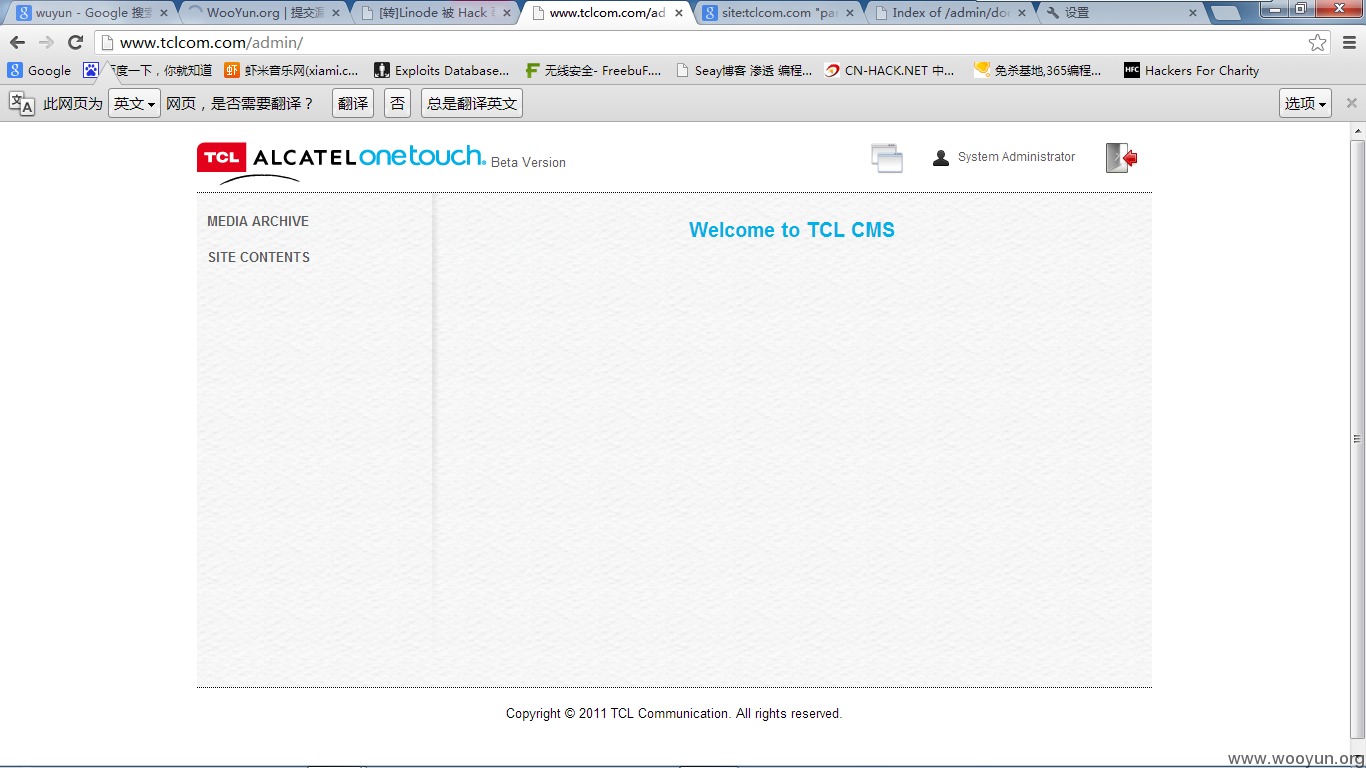 wuyun - Google 搜索
WooYun.org | 提交漏
[转]Linode 被 Hack
www.tclcom.com/ad
site:tclcom.com "pa
Index of /admin/do
设置
www.tclcom.com/admin/
Google
百度一下，你就知道
虾米音乐网(xiami.c...
Exploits Database...
无线安全- FreebuF....
Seay博客 渗透 编程...
CN-HACK.NET 中...
免杀基地,365编程...
HFC
Hackers For Charity
此网页为 英文 网页，是否需要翻译？ 翻译 否 总是翻译英文 选项
TCL ALCATEL onetouch. Beta Version
System Administrator
MEDIA ARCHIVE
SITE CONTENTS
Welcome to TCL CMS
Copyright © 2011 TCL Communication. All rights reserved.
www.wooyun.org